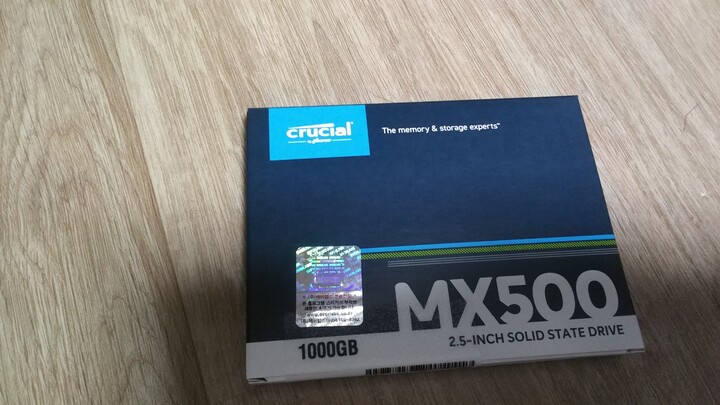 crucial
by Micron
The memory & storage experts™
MX500
2.5-INCH SOLID STATE DRIVE
1000GB